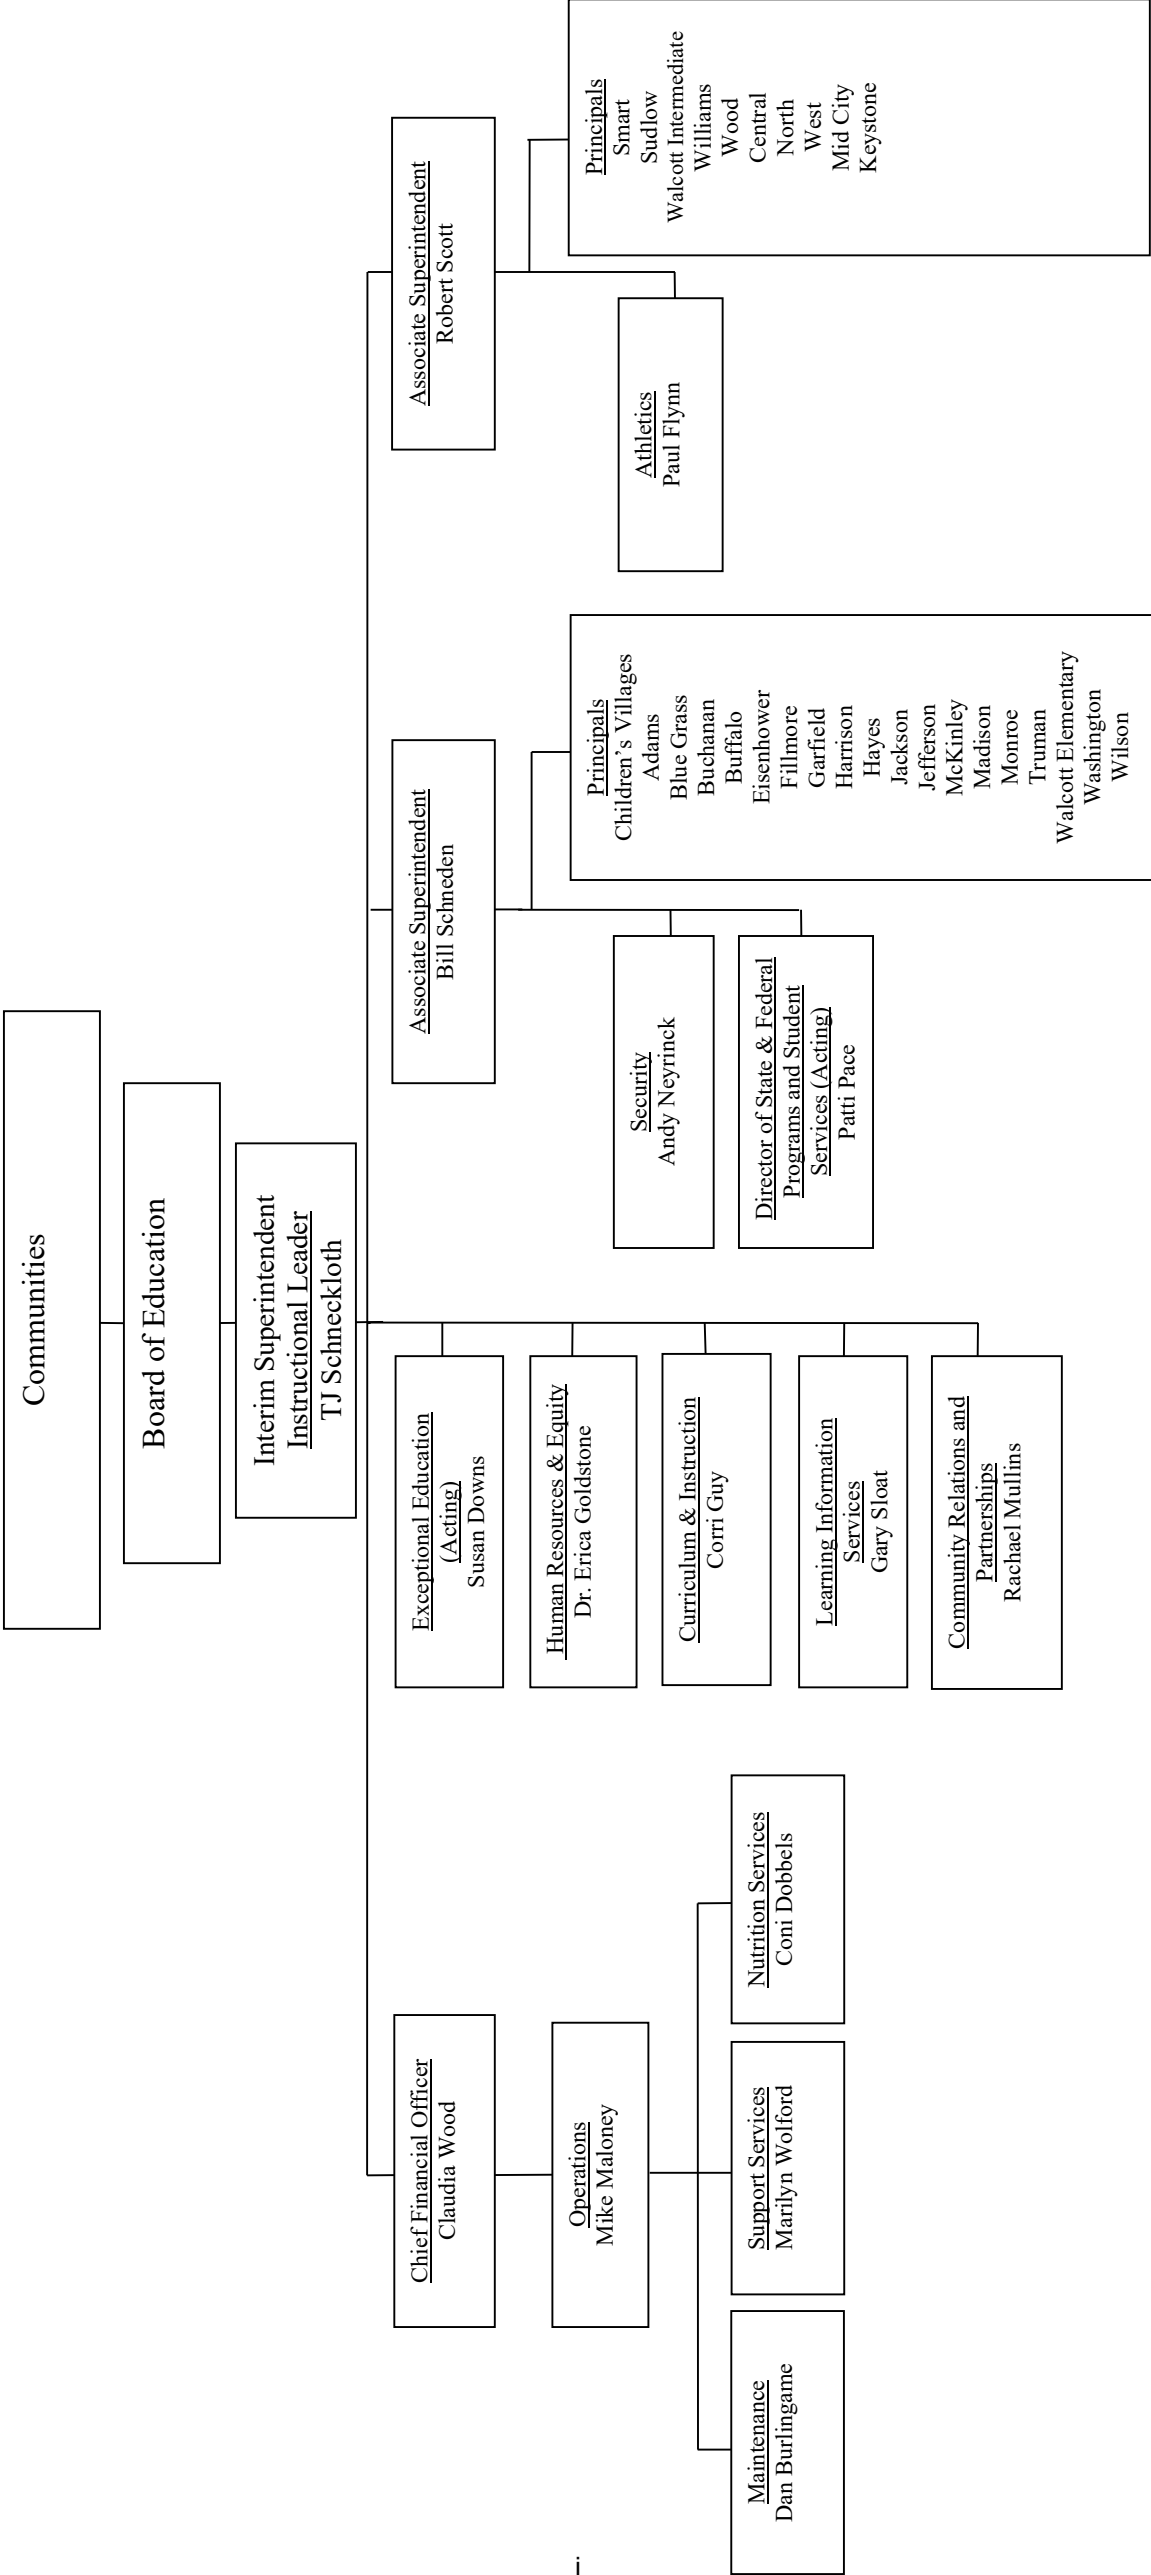 Communities
Board of Education
Interim Superintendent
Instructional Leader
TJ Schneckloth
Chief Financial Officer
Claudia Wood
Operations
Mike Maloney
Maintenance
Dan Burlingame
Support Services
Marilyn Wolford
Nutrition Services
Coni Dobbels
Exceptional Education
(Acting)
Susan Downs
Human Resources & Equity
Dr. Erica Goldstone
Curriculum & Instruction
Corri Guy
Learning Information
Services
Gary Sloat
Community Relations and
Partnerships
Rachael Mullins
Associate Superintendent
Bill Schneden
Security
Andy Neyrinck
Director of State & Federal
Programs and Student
Services (Acting)
Patti Pace
Principals
Children's Villages
Adams
Blue Grass
Buchanan
Buffalo
Eisenhower
Fillmore
Garfield
Harrison
Hayes
Jackson
Jefferson
McKinley
Madison
Monroe
Truman
Walcott Elementary
Washington
Wilson
Associate Superintendent
Robert Scott
Athletics
Paul Flynn
Principals
Smart
Sudlow
Walcott Intermediate
Williams
Wood
Central
North
West
Mid City
Keystone
i